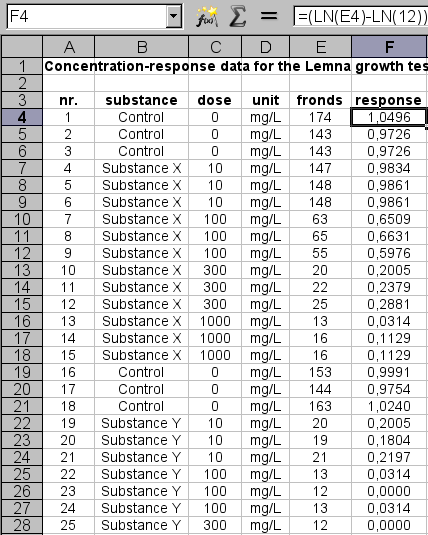 F4 f(x) Σ = =(LN(E4)-LN(12))
A B C D E F
1 Concentration-response data for the Lemna growth tes
2
3 nr. substance dose unit fronds response
4 1 Control 0 mg/L 174 1,0496
5 2 Control 0 mg/L 143 0,9726
6 3 Control 0 mg/L 143 0,9726
7 4 Substance X 10 mg/L 147 0,9834
8 5 Substance X 10 mg/L 148 0,9861
9 6 Substance X 10 mg/L 148 0,9861
10 7 Substance X 100 mg/L 63 0,6509
11 8 Substance X 100 mg/L 65 0,6631
12 9 Substance X 100 mg/L 55 0,5976
13 10 Substance X 300 mg/L 20 0,2005
14 11 Substance X 300 mg/L 22 0,2379
15 12 Substance X 300 mg/L 25 0,2881
16 13 Substance X 1000 mg/L 13 0,0314
17 14 Substance X 1000 mg/L 16 0,1129
18 15 Substance X 1000 mg/L 16 0,1129
19 16 Control 0 mg/L 153 0,9991
20 17 Control 0 mg/L 144 0,9754
21 18 Control 0 mg/L 163 1,0240
22 19 Substance Y 10 mg/L 20 0,2005
23 20 Substance Y 10 mg/L 19 0,1804
24 21 Substance Y 10 mg/L 21 0,2197
25 22 Substance Y 100 mg/L 13 0,0314
26 23 Substance Y 100 mg/L 12 0,0000
27 24 Substance Y 100 mg/L 13 0,0314
28 25 Substance Y 300 mg/L 12 0,0000